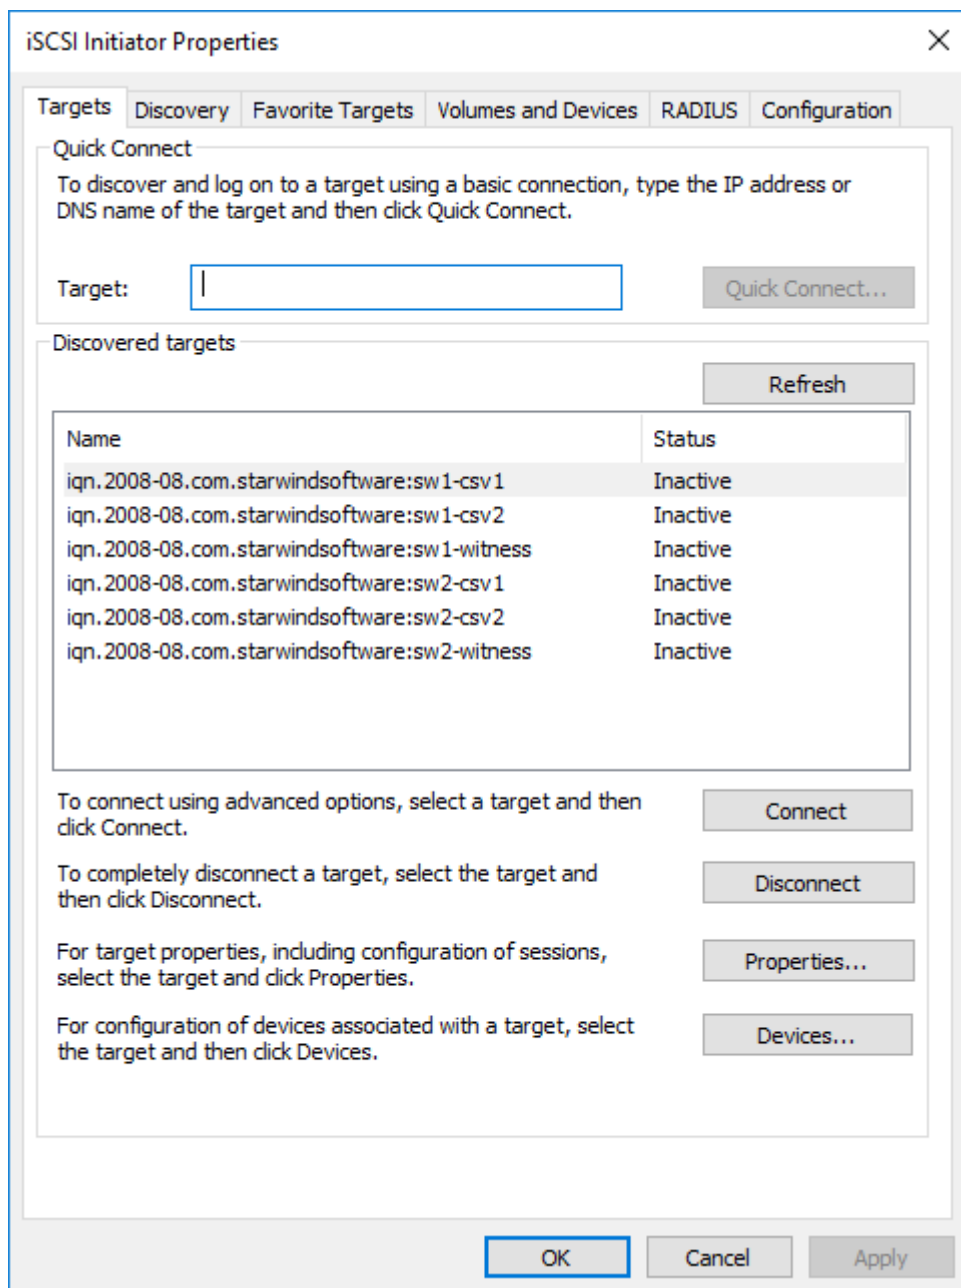 iSCSI Initiator Properties
Targets Discovery Favorite Targets Volumes and Devices RADIUS Configuration
Quick Connect
To discover and log on to a target using a basic connection, type the IP address or
DNS name of the target and then click Quick Connect.
Target: Quick Connect...
Discovered targets
Refresh
Name Status
iqn.2008-08.com.starwindsoftware:sw1-csv1 Inactive
iqn.2008-08.com.starwindsoftware:sw1-csv2 Inactive
iqn.2008-08.com.starwindsoftware:sw1-witness Inactive
iqn.2008-08.com.starwindsoftware:sw2-csv1 Inactive
iqn.2008-08.com.starwindsoftware:sw2-csv2 Inactive
iqn.2008-08.com.starwindsoftware:sw2-witness Inactive
To connect using advanced options, select a target and then
click Connect.
Connect
To completely disconnect a target, select the target and
then click Disconnect.
Disconnect
For target properties, including configuration of sessions,
select the target and click Properties.
Properties...
For configuration of devices associated with a target, select
the target and then click Devices.
Devices...
OK Cancel Apply